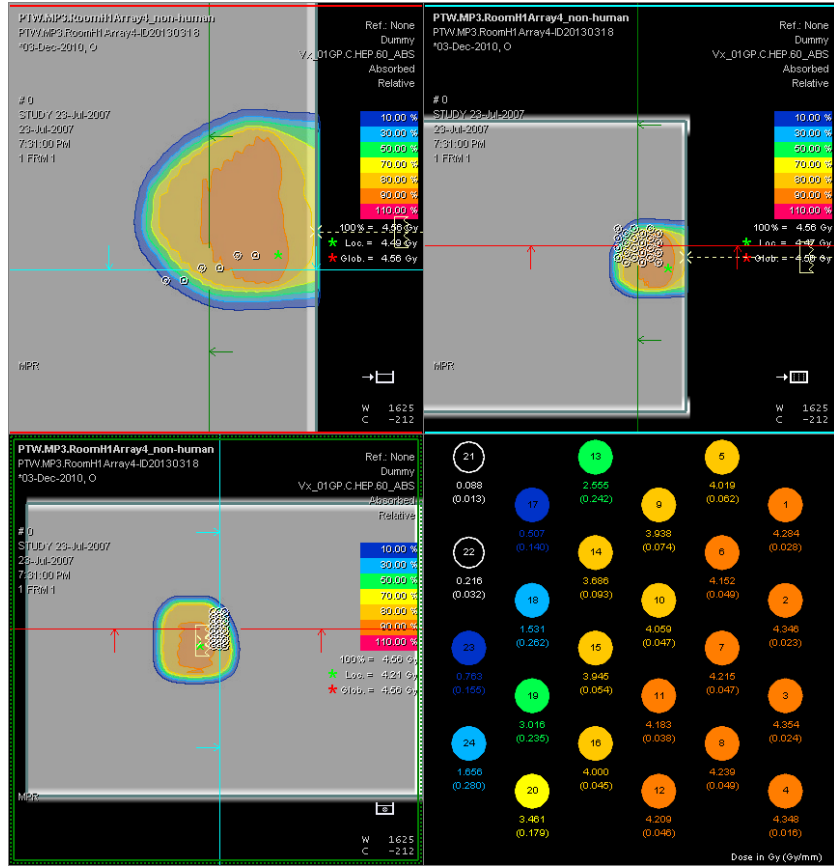 PTW.MP3.RoomH1Array4_non-human
PTW.MP3.RoomH1Array4-ID20130318
*03-Dec-2010, O
Ref.: None
Dummy
Vx_01GP.C.HEP.60_ABS
Absorbed
Relative
# 0
STUDY 23-Jul-2007
23-Jul-2007
7:31:00 PM
1 FRM 1
10.00 %
30.00 %
50.00 %
70.00 %
80.00 %
90.00 %
110.00 %
100% = 4.56 Gy
Loc. = 4.49 Gy
Glob. = 4.56 Gy
MPR
W 1625
C -212
PTW.MP3.RoomH1Array4_non-human
PTW.MP3.RoomH1Array4-ID20130318
*03-Dec-2010, O
Ref.: None
Dummy
Vx_01GP.C.HEP.60_ABS
Absorbed
Relative
# 0
STUDY 23-Jul-2007
23-Jul-2007
7:31:00 PM
1 FRM 1
10.00 %
30.00 %
50.00 %
70.00 %
80.00 %
90.00 %
110.00 %
100% = 4.56 Gy
Loc. = 4.47 Gy
Glob. = 4.56 Gy
MPR
W 1625
C -212
PTW.MP3.RoomH1Array4_non-human
PTW.MP3.RoomH1Array4-ID20130318
*03-Dec-2010, O
Ref.: None
Dummy
Vx_01GP.C.HEP.60_ABS
Absorbed
Relative
# 0
STUDY 23-Jul-2007
23-Jul-2007
7:31:00 PM
1 FRM 1
10.00 %
30.00 %
50.00 %
70.00 %
80.00 %
90.00 %
110.00 %
100% = 4.56 Gy
Loc. = 4.21 Gy
Glob. = 4.56 Gy
MPR
W 1625
C -212
21 13 5
0.088 2.555 4.019
(0.013) (0.242) (0.062)
17 9 1
0.507 3.938 4.284
(0.140) (0.074) (0.028)
22 14 6
0.216 3.686 4.152
(0.032) (0.093) (0.049)
18 10 2
1.531 4.059 4.346
(0.262) (0.047) (0.023)
23 15 7
0.763 3.945 4.215
(0.155) (0.054) (0.047)
19 11 3
3.016 4.183 4.354
(0.235) (0.038) (0.024)
24 16 8
1.656 4.000 4.239
(0.280) (0.045) (0.049)
20 12 4
3.461 4.209 4.348
(0.179) (0.046) (0.016)
Dose in Gy (Gy/mm)